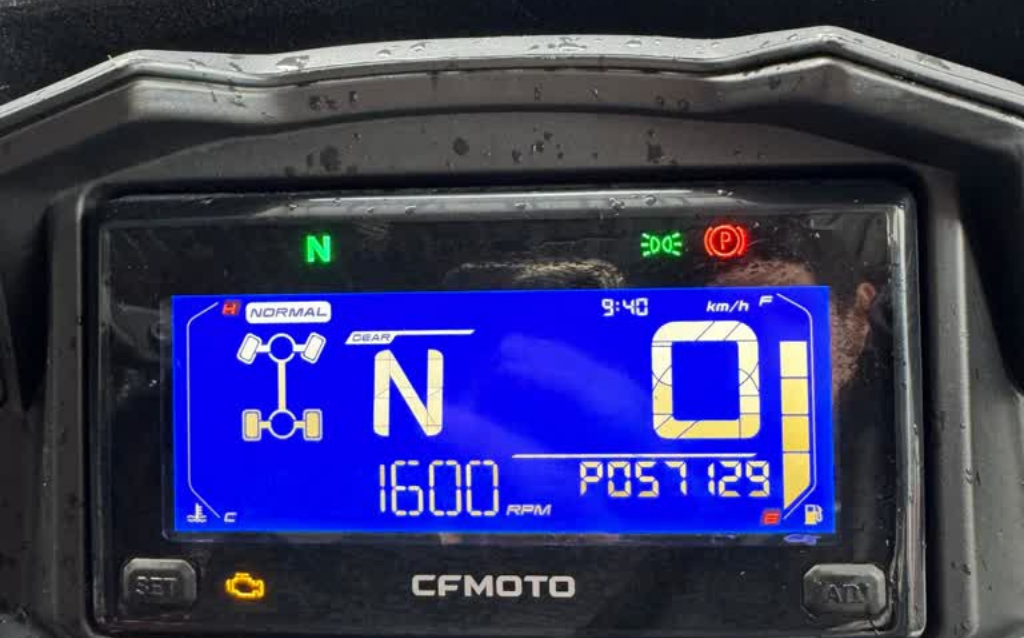 N
P
H NORMAL 9:40 km/h F
GEAR
N 0
1600 RPM P057129
C E
SET CFMOTO ADJ